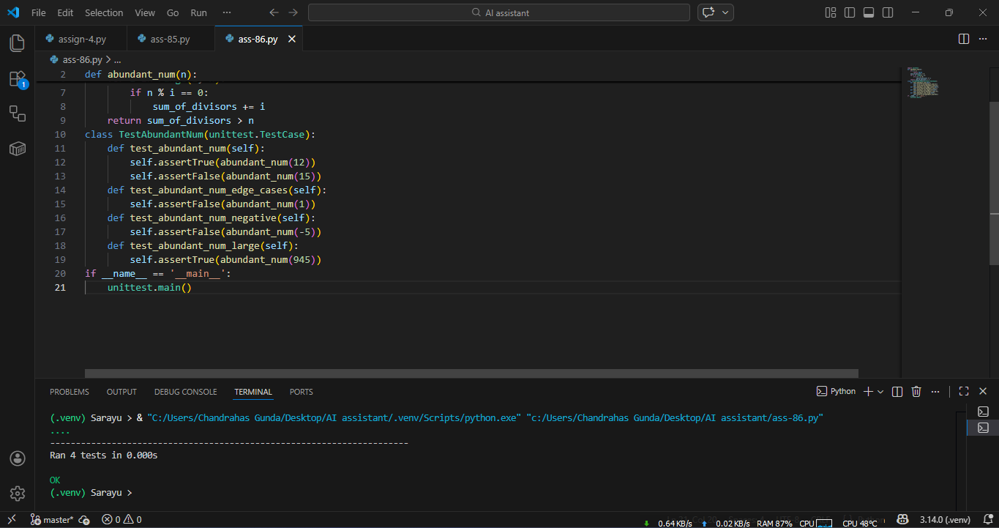 File Edit Selection View Go Run ··· AI assistant
assign-4.py ass-85.py ass-86.py
ass-86.py > ...
1
2 def abundant_num(n):
7 if n % i == 0:
8 sum_of_divisors += i
9 return sum_of_divisors > n
10 class TestAbundantNum(unittest.TestCase):
11 def test_abundant_num(self):
12 self.assertTrue(abundant_num(12))
13 self.assertFalse(abundant_num(15))
14 def test_abundant_num_edge_cases(self):
15 self.assertFalse(abundant_num(1))
16 def test_abundant_num_negative(self):
17 self.assertFalse(abundant_num(-5))
18 def test_abundant_num_large(self):
19 self.assertTrue(abundant_num(945))
20 if __name__ == '__main__':
21 unittest.main()
PROBLEMS OUTPUT DEBUG CONSOLE TERMINAL PORTS Python
(.venv) Sarayu > & "C:/Users/Chandrahas Gunda/Desktop/AI assistant/.venv/Scripts/python.exe" "c:/Users/Chandrahas Gunda/Desktop/AI assistant/ass-86.py"
....
----------------------------------------------------------------------
Ran 4 tests in 0.000s
OK
(.venv) Sarayu >
master* 0 0 0.64 KB/s 0.02 KB/s RAM 87% CPU CPU 48°C 3.14.0 (.venv)